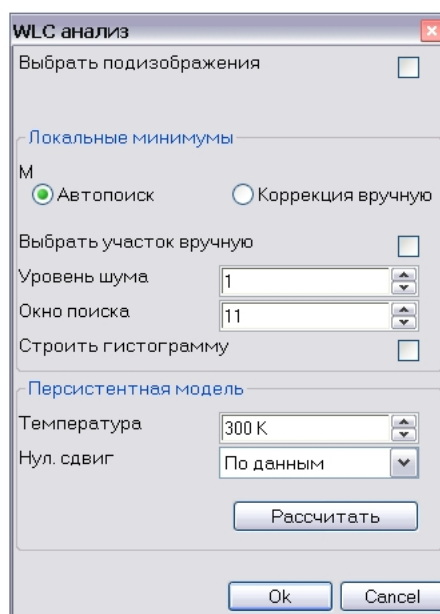 WLC анализ
Выбрать подизображения
Локальные минимумы
М
Автопоиск Коррекция вручную
Выбрать участок вручную
Уровень шума 1
Окно поиска 11
Строить гистограмму
Персистентная модель
Температура 300 K
Нул. сдвиг По данным
Рассчитать
Ok Cancel